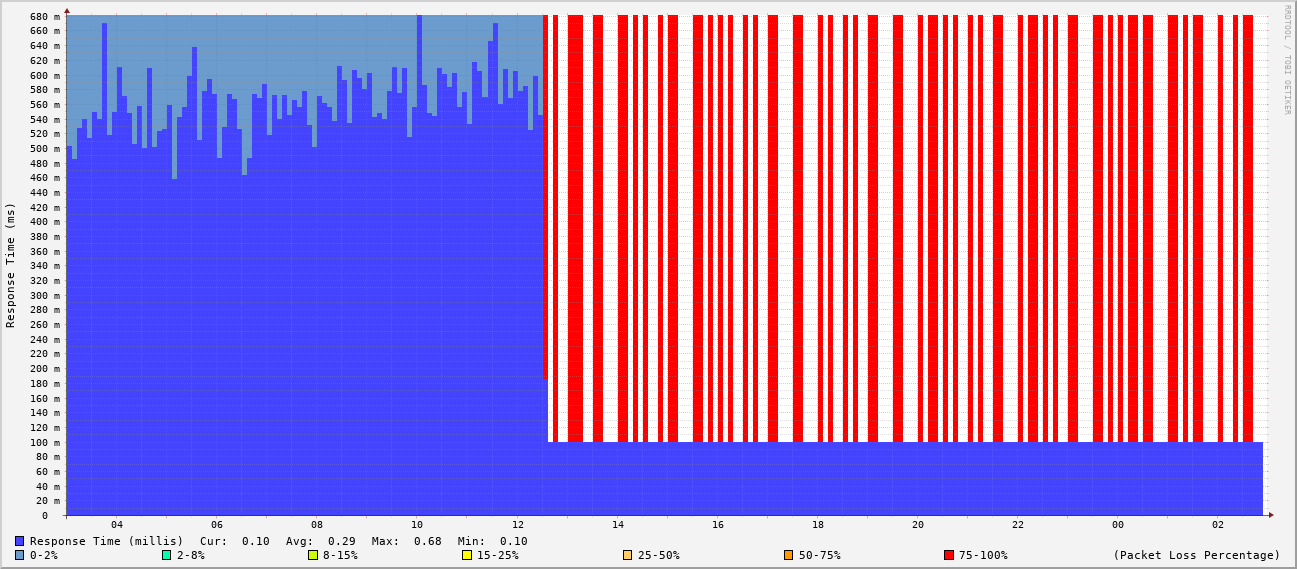 RRDTOOL / TOBI OETIKER
Response Time (ms)
680 m
660 m
640 m
620 m
600 m
580 m
560 m
540 m
520 m
500 m
480 m
460 m
440 m
420 m
400 m
380 m
360 m
340 m
320 m
300 m
280 m
260 m
240 m
220 m
200 m
180 m
160 m
140 m
120 m
100 m
80 m
60 m
40 m
20 m
0
04 06 08 10 12 14 16 18 20 22 00 02
Response Time (millis) Cur: 0.10 Avg: 0.29 Max: 0.68 Min: 0.10
0-2% 2-8% 8-15% 15-25% 25-50% 50-75% 75-100% (Packet Loss Percentage)